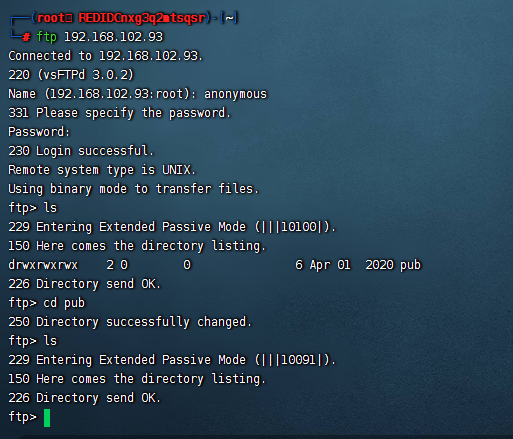 ┌──(root㉿REDIDCnxg3q2mtsqsr)-[~]
└─# ftp 192.168.102.93
Connected to 192.168.102.93.
220 (vsFTPd 3.0.2)
Name (192.168.102.93:root): anonymous
331 Please specify the password.
Password:
230 Login successful.
Remote system type is UNIX.
Using binary mode to transfer files.
ftp> ls
229 Entering Extended Passive Mode (|||10100|).
150 Here comes the directory listing.
drwxrwxrwx    2 0        0               6 Apr 01  2020 pub
226 Directory send OK.
ftp> cd pub
250 Directory successfully changed.
ftp> ls
229 Entering Extended Passive Mode (|||10091|).
150 Here comes the directory listing.
226 Directory send OK.
ftp>